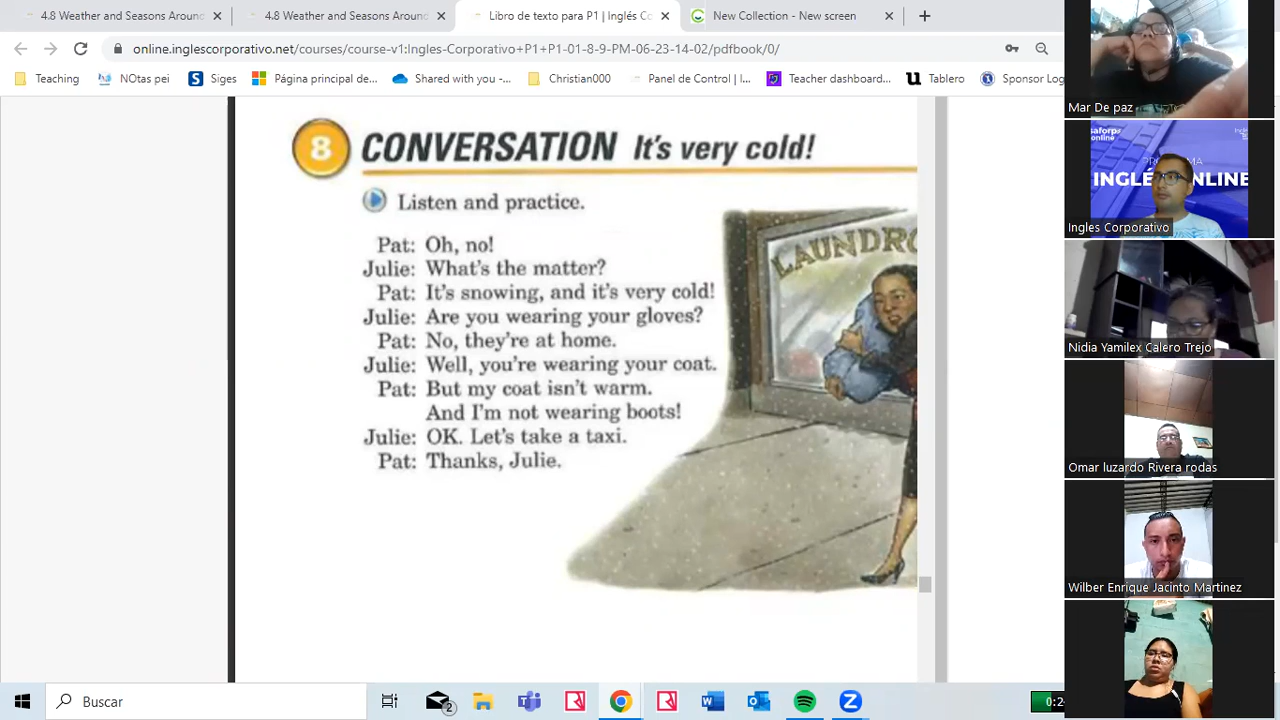 4.8 Weather and Seasons Around
4.8 Weather and Seasons Around
Libro de texto para P1 | Inglés Co
New Collection - New screen
online.inglescorporativo.net/courses/course-v1:Ingles-Corporativo+P1+P1-01-8-9-PM-06-23-14-02/pdfbook/0/
Teaching
NOtas pei
Siges
Página principal de...
Shared with you -...
Christian000
Panel de Control | I...
Teacher dashboard...
Tablero
Sponsor Log
8 CONVERSATION It's very cold!
Listen and practice.
Pat: Oh, no!
Julie: What's the matter?
Pat: It's snowing, and it's very cold!
Julie: Are you wearing your gloves?
Pat: No, they're at home.
Julie: Well, you're wearing your coat.
Pat: But my coat isn't warm.
And I'm not wearing boots!
Julie: OK. Let's take a taxi.
Pat: Thanks, Julie.
LAUNDRO
Mar De paz
INGLÉS ONLINE
Ingles Corporativo
Nidia Yamilex Calero Trejo
Omar luzardo Rivera rodas
Wilber Enrique Jacinto Martinez
Buscar
2